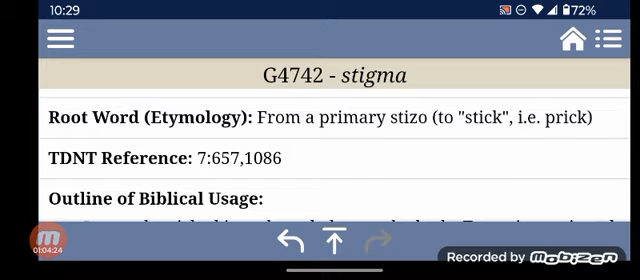 10:29
72%
G4742 - stigma
Root Word (Etymology): From a primary stizo (to "stick", i.e. prick)
TDNT Reference: 7:657,1086
Outline of Biblical Usage:
01:04:24
Recorded by Mobizen